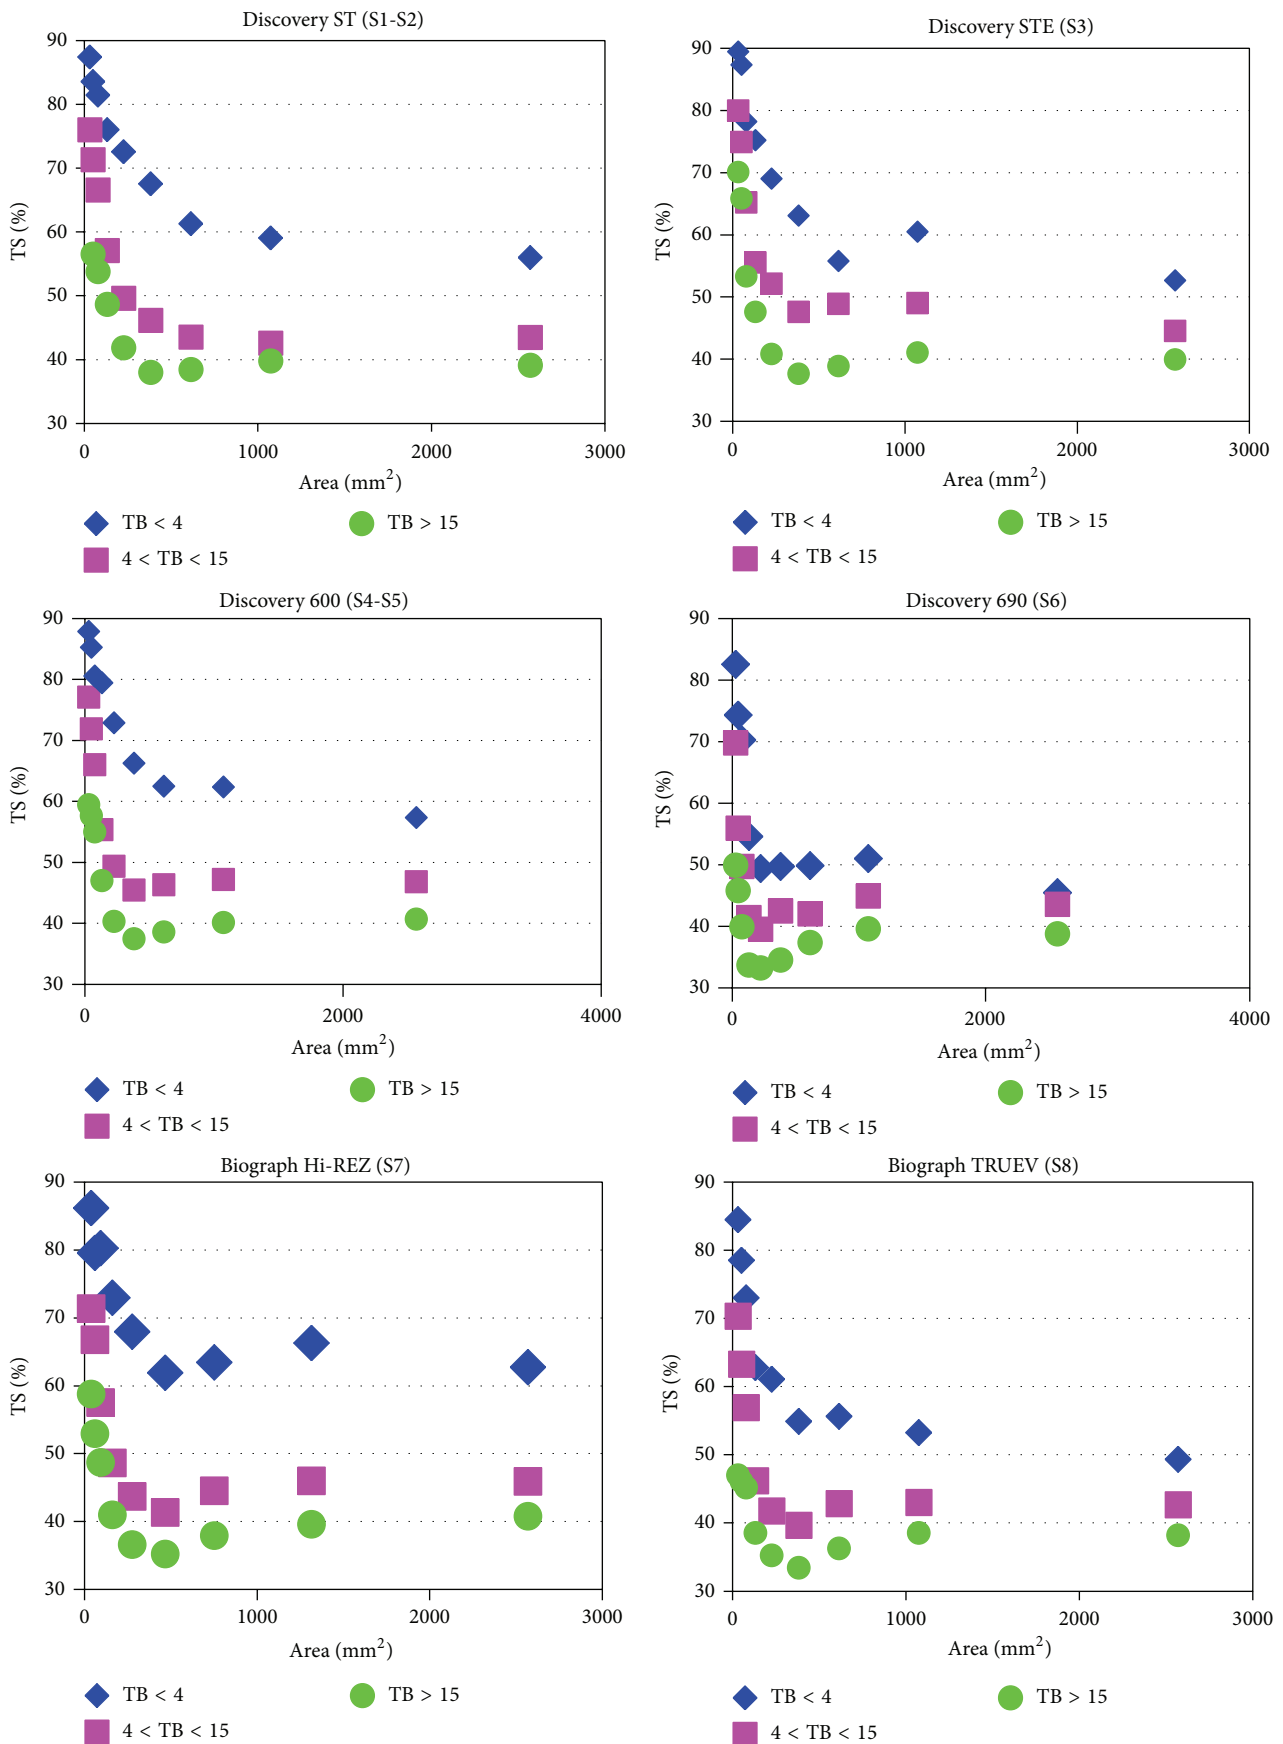 Discovery ST (S1-S2)
90
80
70
60
50
40
30
TS (%)
0 1000 2000 3000
Area (mm²)
TB < 4 TB > 15
4 < TB < 15
Discovery STE (S3)
90
80
70
60
50
40
30
TS (%)
0 1000 2000 3000
Area (mm²)
TB < 4 TB > 15
4 < TB < 15
Discovery 600 (S4-S5)
90
80
70
60
50
40
30
TS (%)
0 2000 4000
Area (mm²)
TB < 4 TB > 15
4 < TB < 15
Discovery 690 (S6)
90
80
70
60
50
40
30
TS (%)
0 2000 4000
Area (mm²)
TB < 4 TB > 15
4 < TB < 15
Biograph Hi-REZ (S7)
90
80
70
60
50
40
30
TS (%)
0 1000 2000 3000
Area (mm²)
TB < 4 TB > 15
4 < TB < 15
Biograph TRUEV (S8)
90
80
70
60
50
40
30
TS (%)
0 1000 2000 3000
Area (mm²)
TB < 4 TB > 15
4 < TB < 15